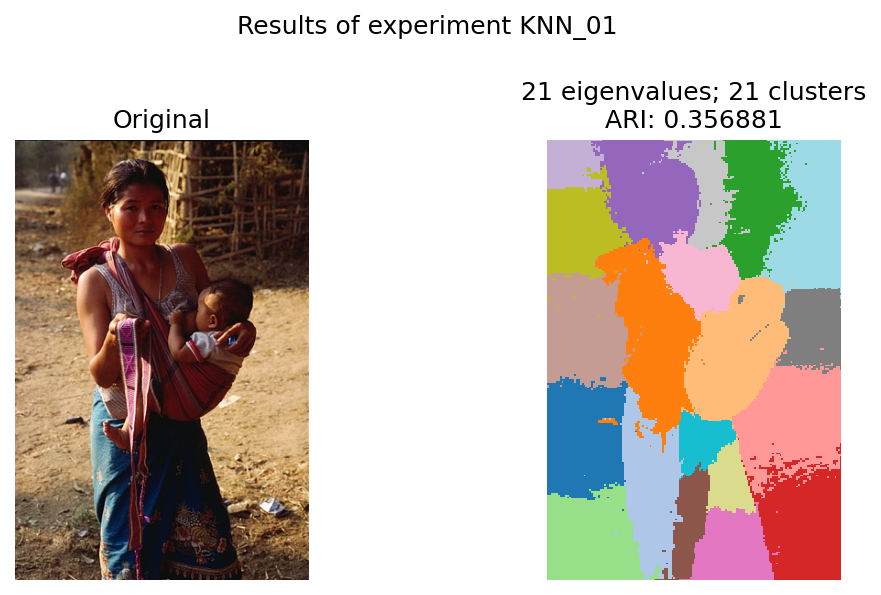 Results of experiment KNN_01
Original
21 eigenvalues; 21 clusters
ARI: 0.356881